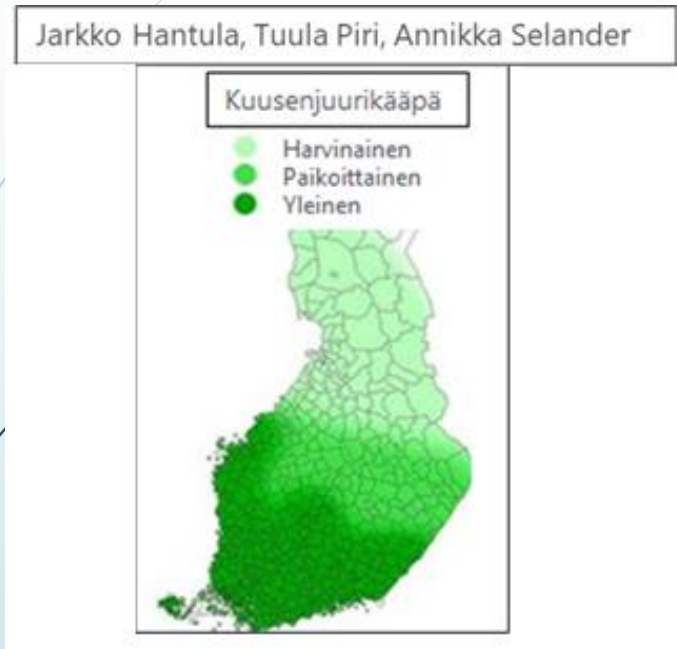 Jarkko Hantula, Tuula Piri, Annikka Selander
Kuusenjuurikääpä
Harvinainen
Paikoittainen
Yleinen